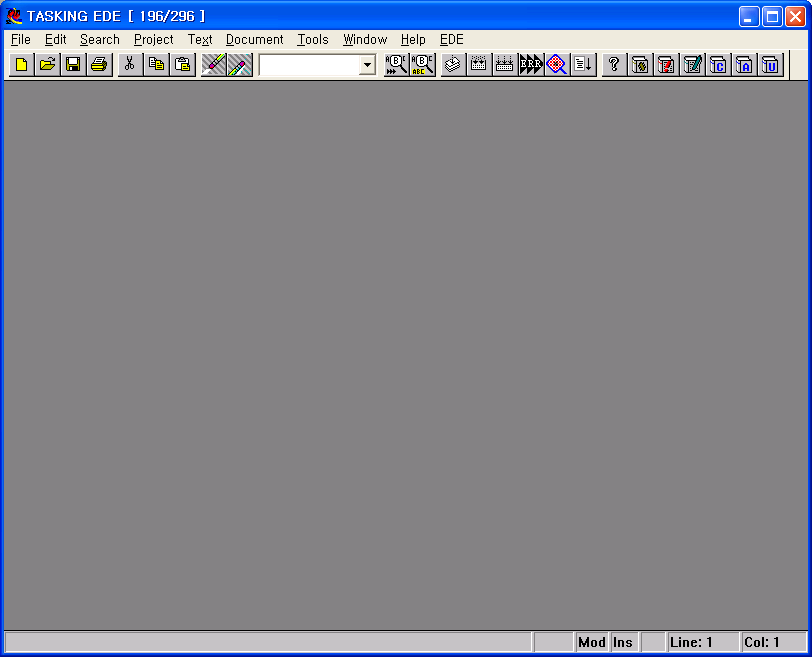 TASKING EDE [ 196/296 ]
File Edit Search Project Text Document Tools Window Help EDE
Mod Ins Line: 1 Col: 1